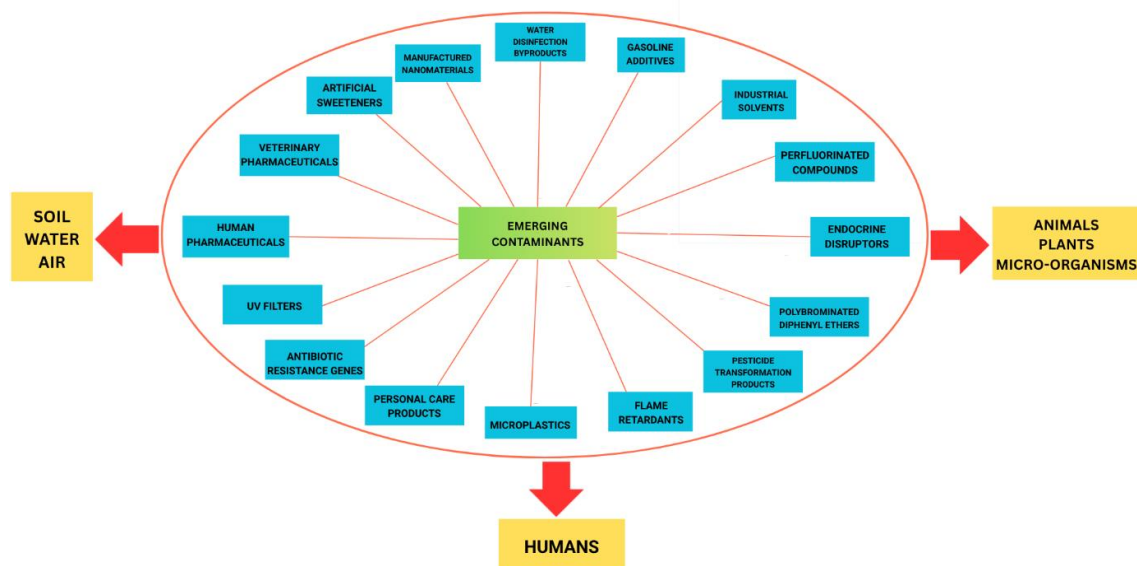 WATER
DISINFECTION
BYPRODUCTS
GASOLINE
ADDITIVES
MANUFACTURED
NANOMATERIALS
ARTIFICIAL
SWEETENERS
INDUSTRIAL
SOLVENTS
VETERINARY
PHARMACEUTICALS
PERFLUORINATED
COMPOUNDS
SOIL
WATER
AIR
HUMAN
PHARMACEUTICALS
EMERGING
CONTAMINANTS
ENDOCRINE
DISRUPTORS
ANIMALS
PLANTS
MICRO-ORGANISMS
UV FILTERS
POLYBROMINATED
DIPHENYL ETHERS
ANTIBIOTIC
RESISTANCE GENES
PESTICIDE
TRANSFORMATION
PRODUCTS
PERSONAL CARE
PRODUCTS
MICROPLASTICS
FLAME
RETARDANTS
HUMANS